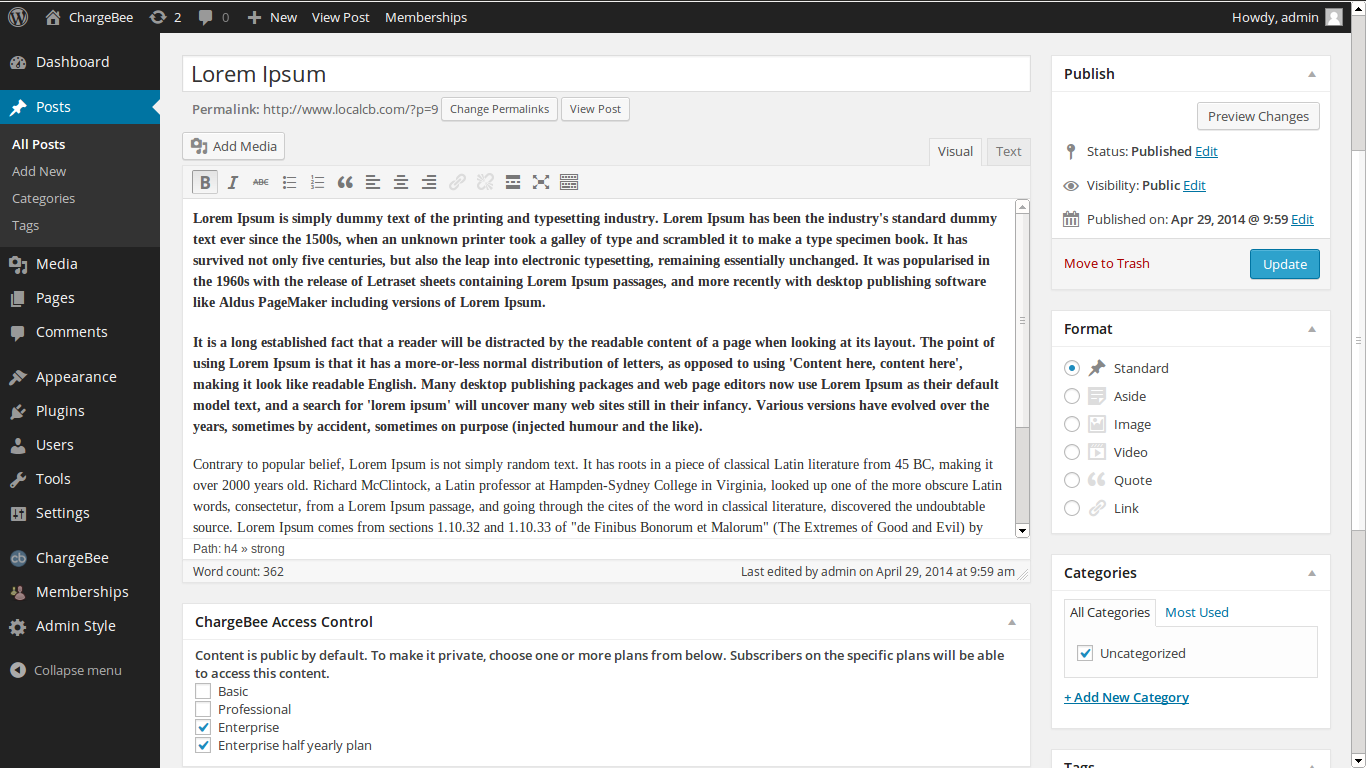 ChargeBee 2 0 New View Post Memberships Howdy, admin
Dashboard
Posts
All Posts
Add New
Categories
Tags
Media
Pages
Comments
Appearance
Plugins
Users
Tools
Settings
ChargeBee
Memberships
Admin Style
Collapse menu
Lorem Ipsum
Permalink: http://www.localcb.com/?p=9 Change Permalinks View Post
Add Media
Visual Text
B I ABC
Lorem Ipsum is simply dummy text of the printing and typesetting industry. Lorem Ipsum has been the industry's standard dummy
text ever since the 1500s, when an unknown printer took a galley of type and scrambled it to make a type specimen book. It has
survived not only five centuries, but also the leap into electronic typesetting, remaining essentially unchanged. It was popularised in
the 1960s with the release of Letraset sheets containing Lorem Ipsum passages, and more recently with desktop publishing software
like Aldus PageMaker including versions of Lorem Ipsum.
It is a long established fact that a reader will be distracted by the readable content of a page when looking at its layout. The point of
using Lorem Ipsum is that it has a more-or-less normal distribution of letters, as opposed to using 'Content here, content here',
making it look like readable English. Many desktop publishing packages and web page editors now use Lorem Ipsum as their default
model text, and a search for 'lorem ipsum' will uncover many web sites still in their infancy. Various versions have evolved over the
years, sometimes by accident, sometimes on purpose (injected humour and the like).
Contrary to popular belief, Lorem Ipsum is not simply random text. It has roots in a piece of classical Latin literature from 45 BC, making it
over 2000 years old. Richard McClintock, a Latin professor at Hampden-Sydney College in Virginia, looked up one of the more obscure Latin
words, consectetur, from a Lorem Ipsum passage, and going through the cites of the word in classical literature, discovered the undoubtable
source. Lorem Ipsum comes from sections 1.10.32 and 1.10.33 of "de Finibus Bonorum et Malorum" (The Extremes of Good and Evil) by
Path: h4 » strong
Word count: 362 Last edited by admin on April 29, 2014 at 9:59 am
ChargeBee Access Control
Content is public by default. To make it private, choose one or more plans from below. Subscribers on the specific plans will be able
to access this content.
Basic
Professional
Enterprise
Enterprise half yearly plan
Publish
Preview Changes
Status: Published Edit
Visibility: Public Edit
Published on: Apr 29, 2014 @ 9:59 Edit
Move to Trash Update
Format
Standard
Aside
Image
Video
Quote
Link
Categories
All Categories Most Used
Uncategorized
+ Add New Category
Tags